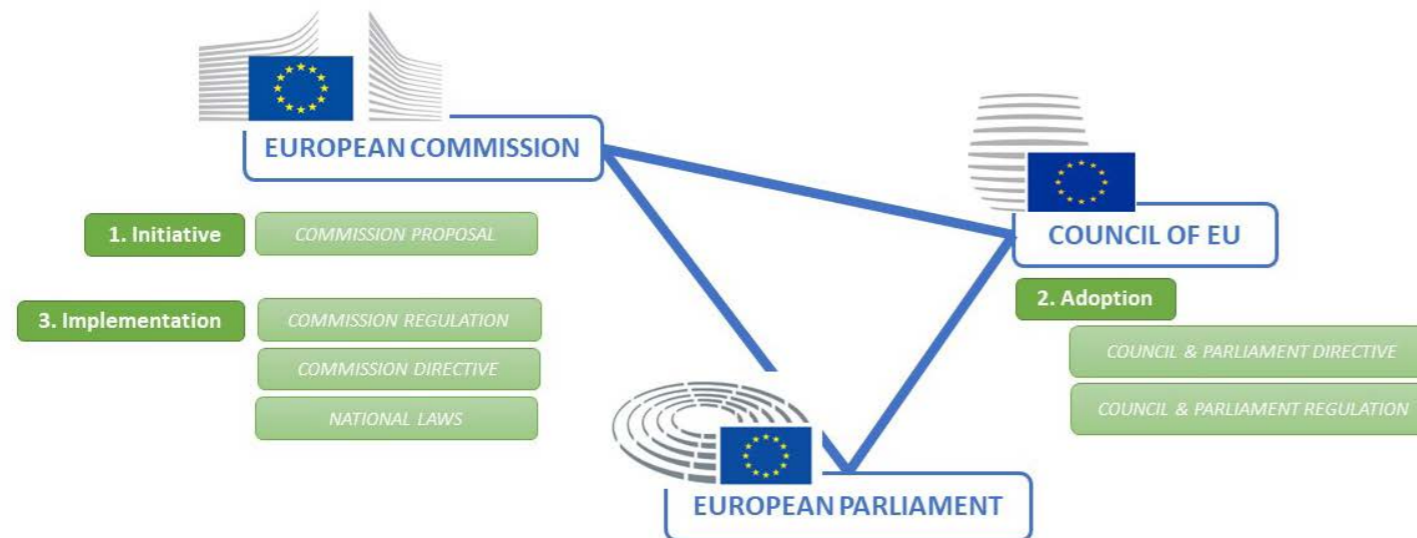 EUROPEAN COMMISSION
1. Initiative
COMMISSION PROPOSAL
3. Implementation
COMMISSION REGULATION
COMMISSION DIRECTIVE
NATIONAL LAWS
COUNCIL OF EU
2. Adoption
COUNCIL & PARLIAMENT DIRECTIVE
COUNCIL & PARLIAMENT REGULATION
EUROPEAN PARLIAMENT